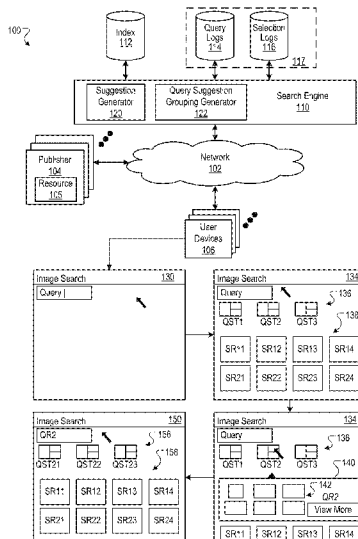 100
Index
112
Query
Logs
114
Selection
Logs
116
117
Suggestion
Generator
120
Query Suggestion
Grouping Generator
122
Search Engine
110
Publisher
104
Resource
105
Network
102
User
Devices
106
Image Search 130
Query
Image Search 134
Query
136
QST1 QST2 QST3
138
SR11 SR12 SR13 SR14
SR21 SR22 SR23 SR24
Image Search 150
QR2
156
QST21 QST22 QST23
158
SR11 SR12 SR13 SR14
SR21 SR22 SR23 SR24
Image Search 134
Query
136
QST1 QST2 QST3
140
142
QR2
View More
SR11 SR12 SR13 SR14